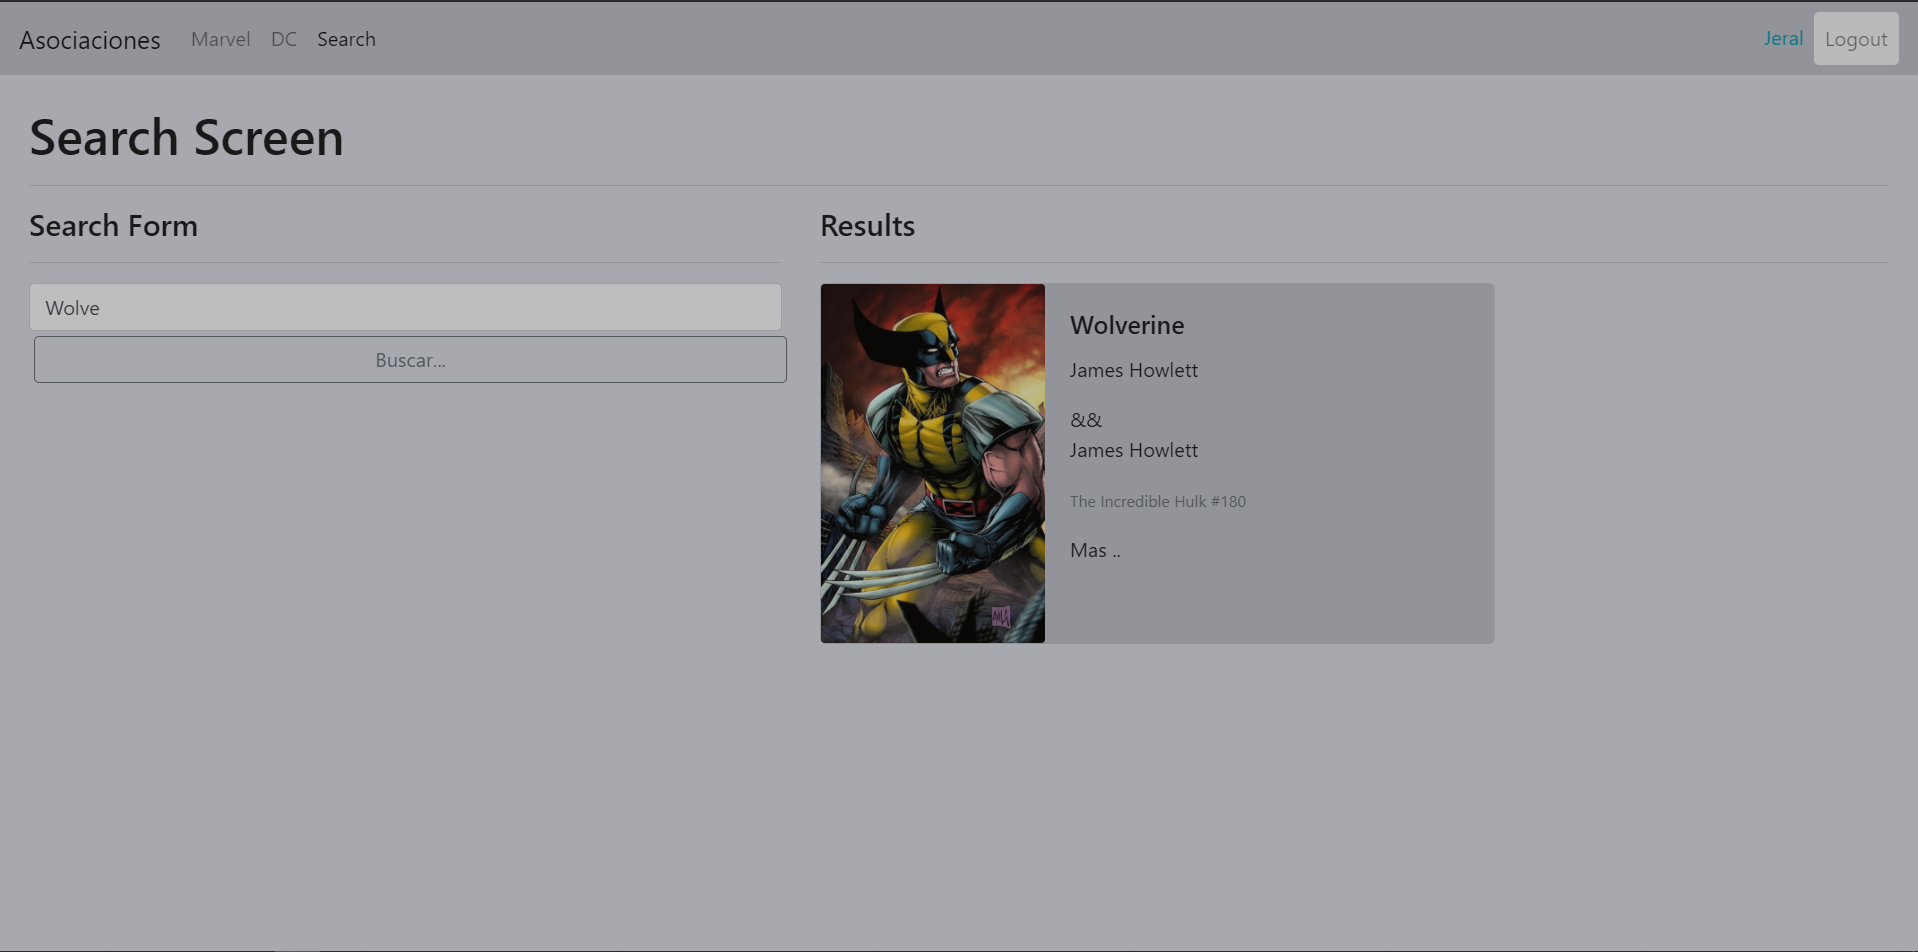 Asociaciones Marvel DC Search Jeral Logout
Search Screen
Search Form
Wolve
Buscar...
Results
Wolverine
James Howlett
&&
James Howlett
The Incredible Hulk #180
Mas ..